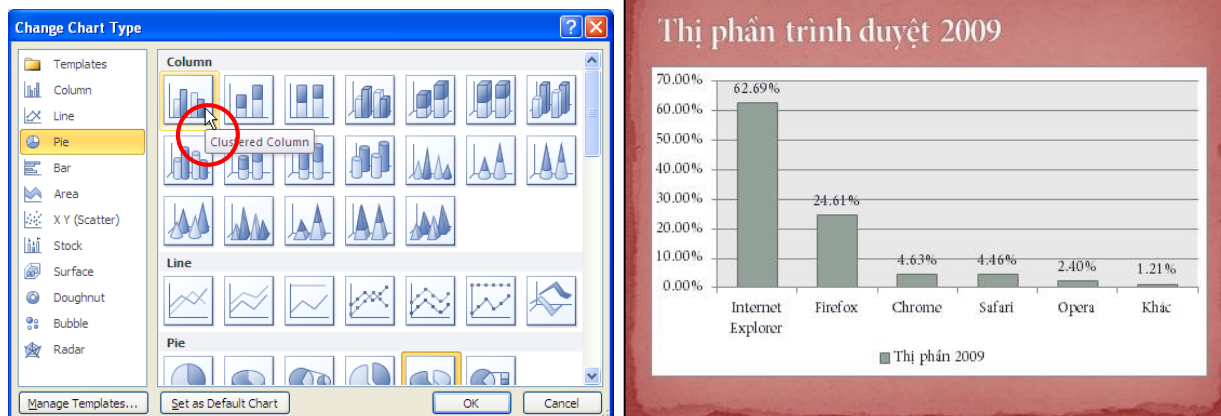 Change Chart Type
Templates
Column
Line
Pie
Bar
Area
X Y (Scatter)
Stock
Surface
Doughnut
Bubble
Radar
Column
Clustered Column
Line
Pie
Manage Templates...
Set as Default Chart
OK
Cancel
Thị phần trình duyệt 2009
70.00%
60.00%
50.00%
40.00%
30.00%
20.00%
10.00%
0.00%
62.69%
24.61%
4.63%
4.46%
2.40%
1.21%
Internet
Explorer
Firefox
Chrome
Safari
Opera
Khác
Thị phần 2009